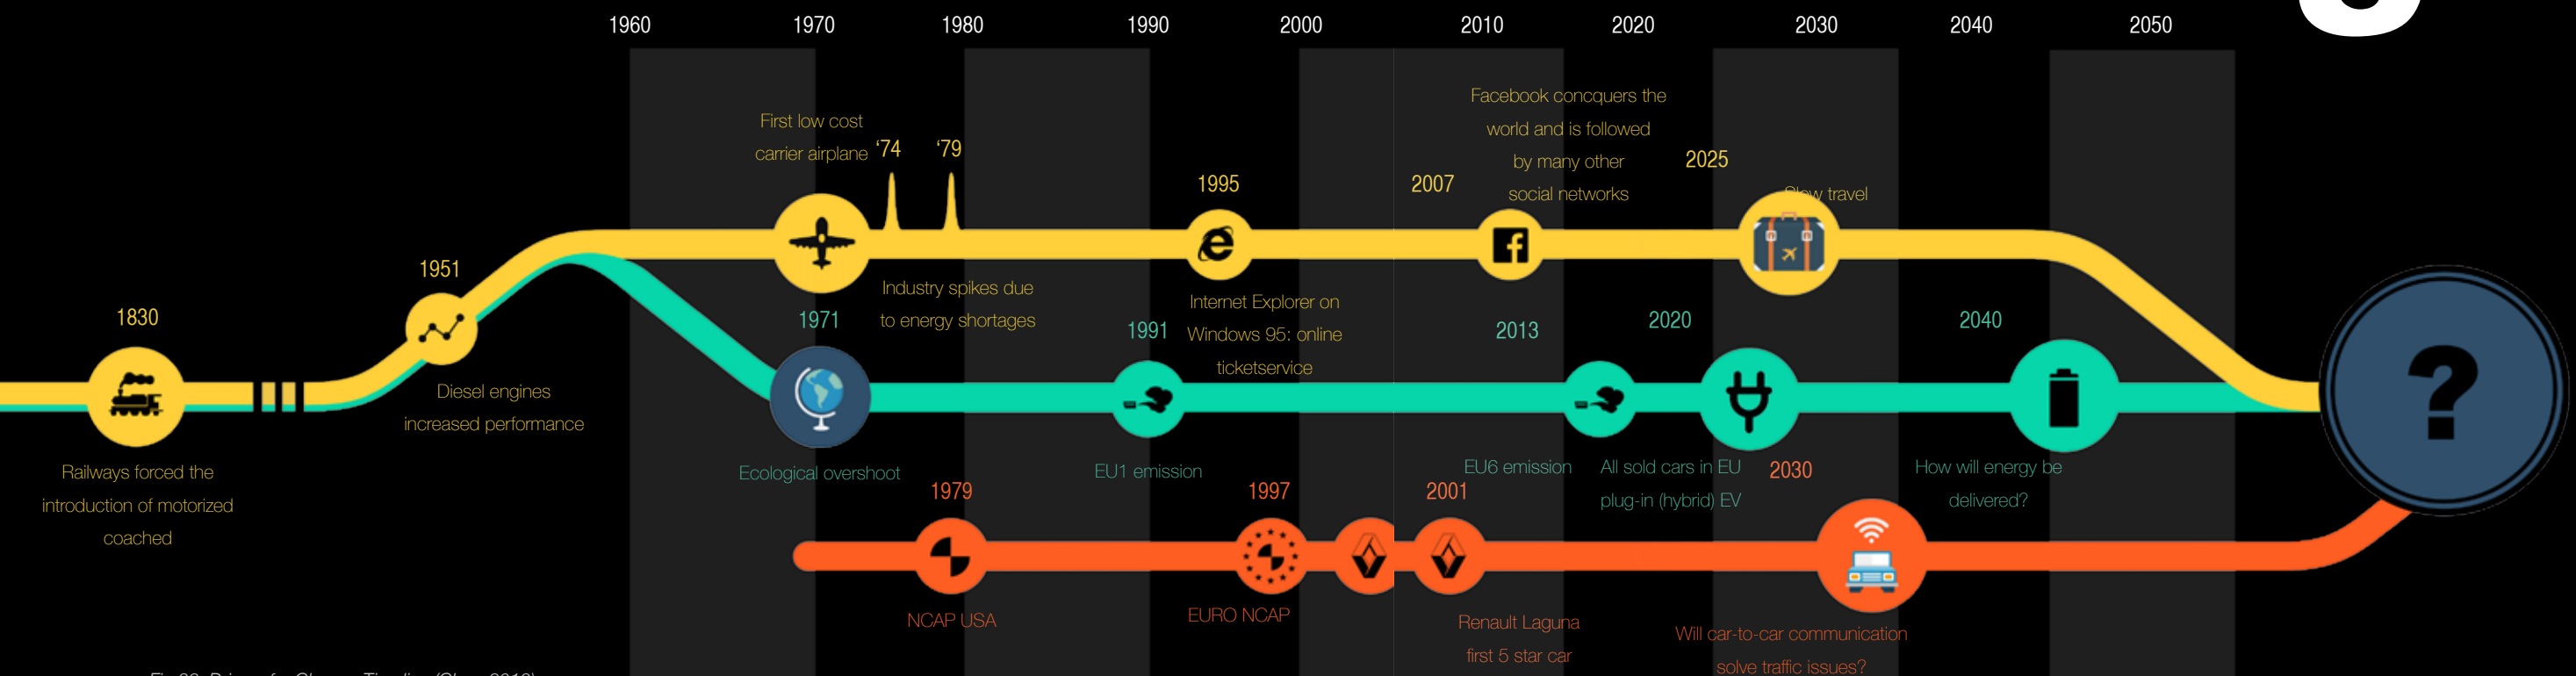 1960
1970
1980
1990
2000
2010
2020
2030
2040
2050
First low cost
carrier airplane
‘74
‘79
1995
2007
Facebook concquers the
world and is followed
by many other
social networks
2025
Slow travel
1951
1830
Industry spikes due
to energy shortages
Internet Explorer on
Windows 95: online
ticketservice
Diesel engines
increased performance
Railways forced the
introduction of motorized
coached
1971
1991
2013
2020
2040
Ecological overshoot
EU1 emission
EU6 emission
All sold cars in EU
plug-in (hybrid) EV
How will energy be
delivered?
?
1979
1997
2001
2030
NCAP USA
EURO NCAP
Renault Laguna
first 5 star car
Will car-to-car communication
solve traffic issues?